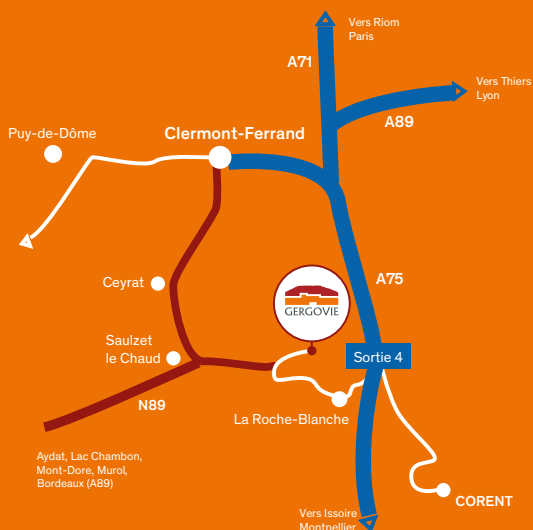 Vers Riom
Paris
A71
Vers Thiers
Lyon
A89
Puy-de-Dôme
Clermont-Ferrand
A75
Ceyrat
GERGOVIE
Saulzet
le Chaud
Sortie 4
N89
La Roche-Blanche
Aydat, Lac Chambon,
Mont-Dore, Murol,
Bordeaux (A89)
CORENT
Vers Issoire
Montpellier